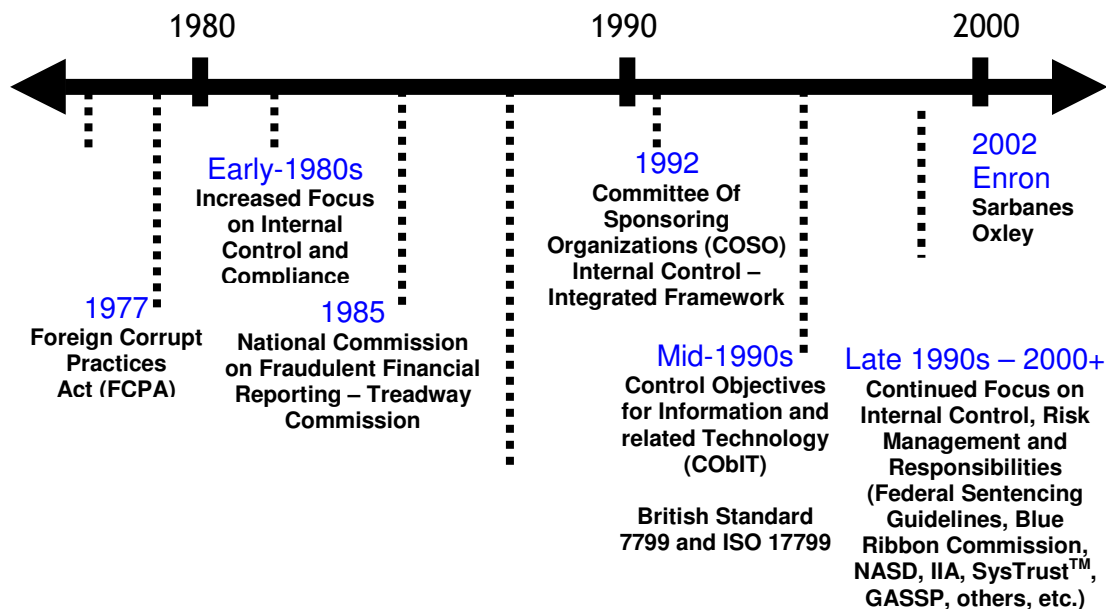 1980
1990
2000
Early-1980s
Increased Focus
on Internal
Control and
Compliance
1977
Foreign Corrupt
Practices
Act (FCPA)
1985
National Commission
on Fraudulent Financial
Reporting – Treadway
Commission
1992
Committee Of
Sponsoring
Organizations (COSO)
Internal Control –
Integrated Framework
Mid-1990s
Control Objectives
for Information and
related Technology
(CObIT)
British Standard
7799 and ISO 17799
2002
Enron
Sarbanes
Oxley
Late 1990s – 2000+
Continued Focus on
Internal Control, Risk
Management and
Responsibilities
(Federal Sentencing
Guidelines, Blue
Ribbon Commission,
NASD, IIA, SysTrust™,
GASSP, others, etc.)